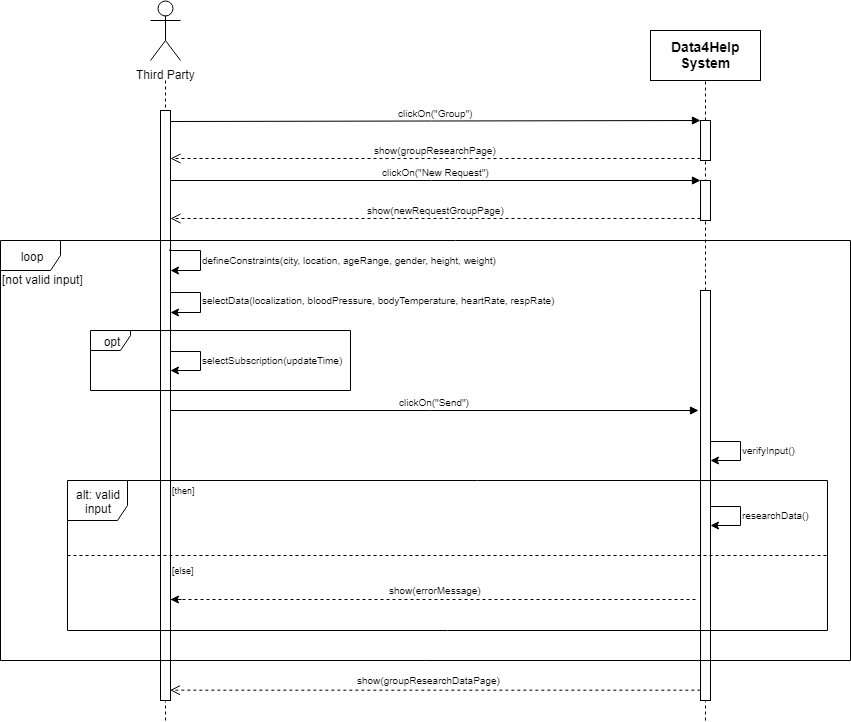 Third Party
Data4Help
System
clickOn("Group")
show(groupResearchPage)
clickOn("New Request")
show(newRequestGroupPage)
loop
[not valid input]
defineConstraints(city, location, ageRange, gender, height, weight)
selectData(localization, bloodPressure, bodyTemperature, heartRate, respRate)
opt
selectSubscription(updateTime)
clickOn("Send")
verifyInput()
alt: valid
input
[then]
researchData()
[else]
show(errorMessage)
show(groupResearchDataPage)